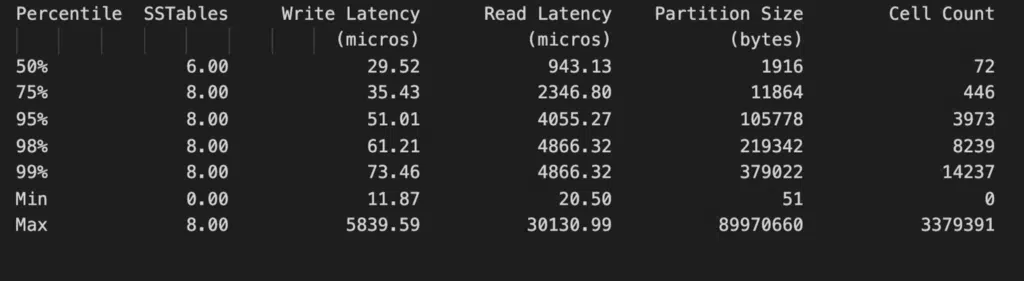 Percentile SSTables Write Latency Read Latency Partition Size Cell Count
(micros) (micros) (bytes)
50% 6.00 29.52 943.13 1916 72
75% 8.00 35.43 2346.80 11864 446
95% 8.00 51.01 4055.27 105778 3973
98% 8.00 61.21 4866.32 219342 8239
99% 8.00 73.46 4866.32 379022 14237
Min 0.00 11.87 20.50 51 0
Max 8.00 5839.59 30130.99 89970660 3379391